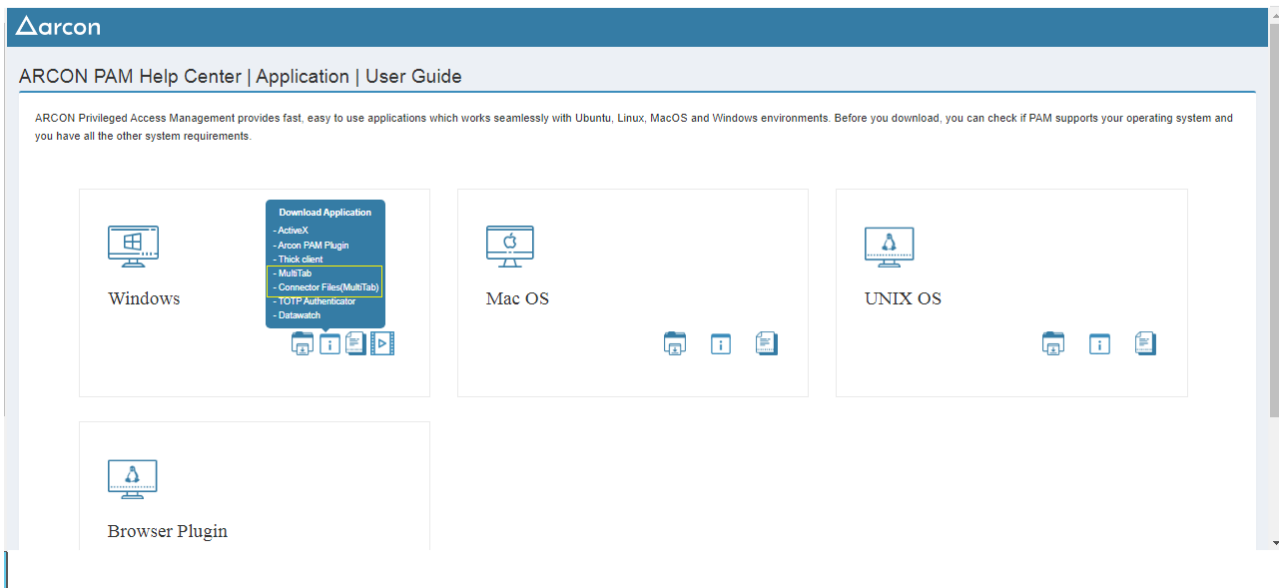 arcon
ARCON PAM Help Center | Application | User Guide
ARCON Privileged Access Management provides fast, easy to use applications which works seamlessly with Ubuntu, Linux, MacOS and Windows environments. Before you download, you can check if PAM supports your operating system and
you have all the other system requirements.
Download Application
- ActiveX
- Arcon PAM Plugin
- Thick client
- MultiTab
- Connector Files(MultiTab)
- TOTP Authenticator
- Datawatch
Windows
Mac OS
UNIX OS
Browser Plugin